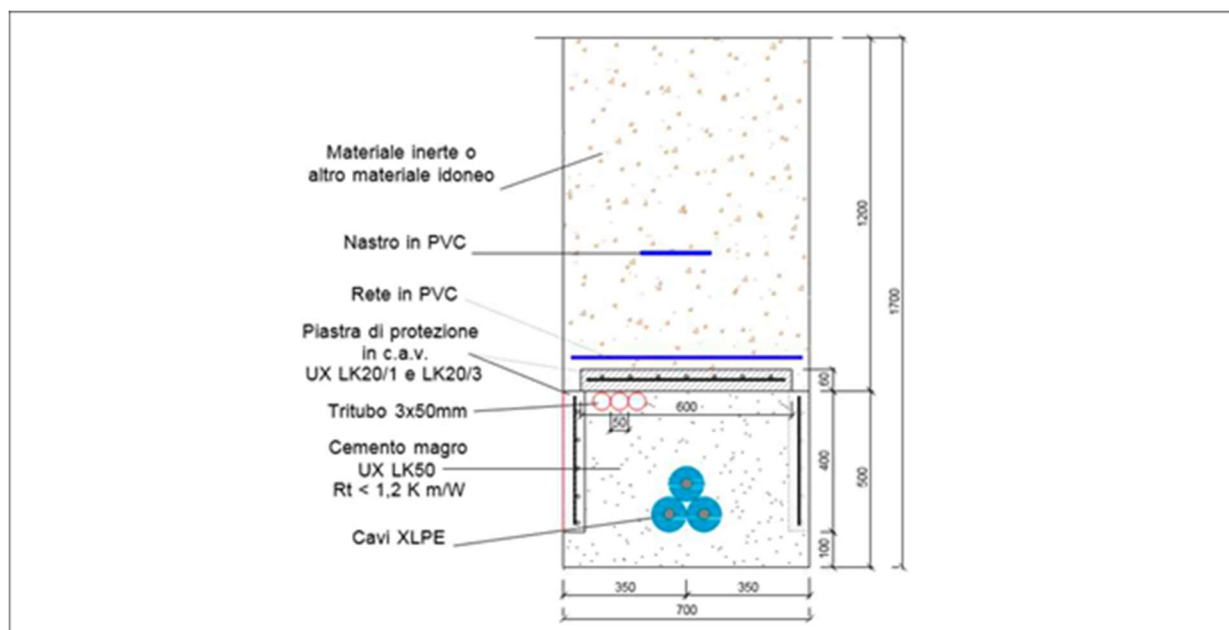 Materiale inerte o
altro materiale idoneo
Nastro in PVC
Rete in PVC
Piastra di protezione
in c.a.v.
UX LK20/1 e LK20/3
Tritubo 3x50mm
Cemento magro
UX LK50
Rt < 1,2 K m/W
Cavi XLPE
1200
1700
60
600
50
400
500
100
350
350
700